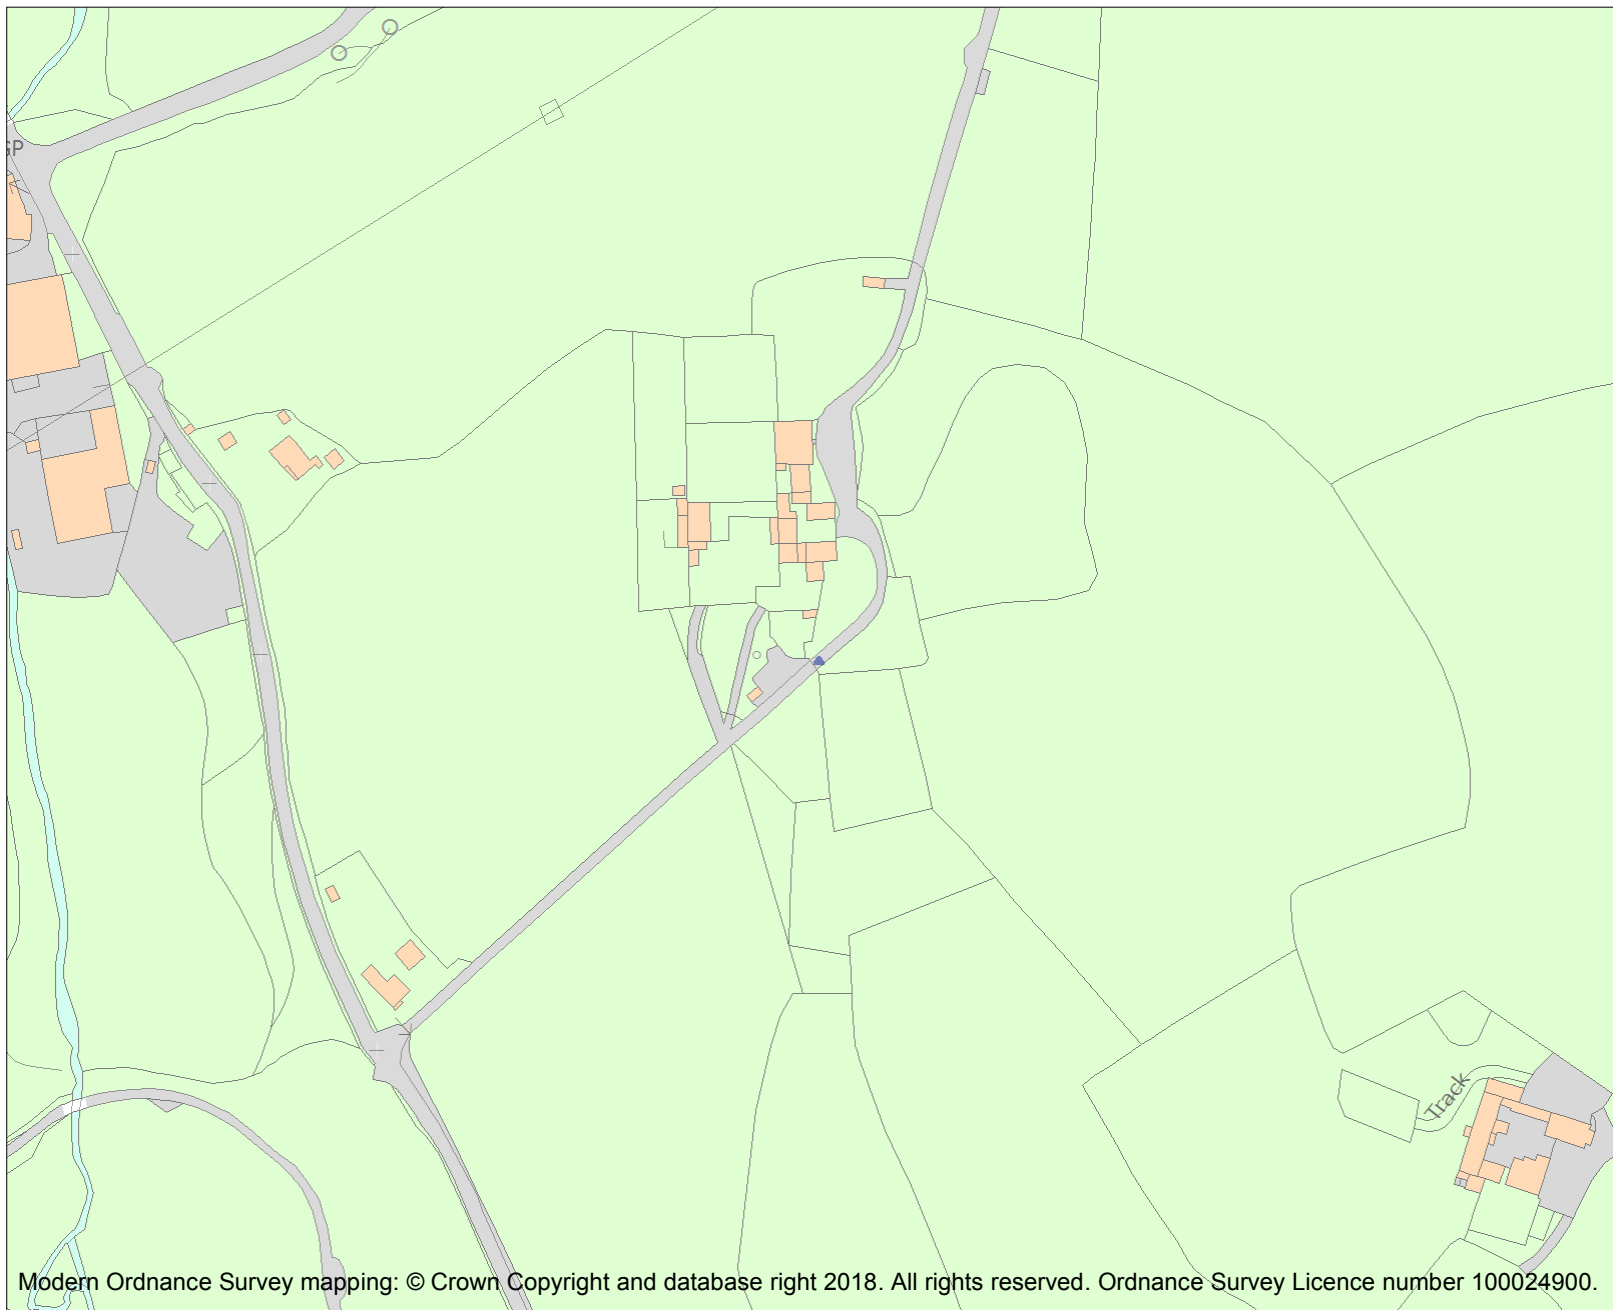 GP
Track
Modern Ordnance Survey mapping: © Crown Copyright and database right 2018. All rights reserved. Ordnance Survey Licence number 100024900.